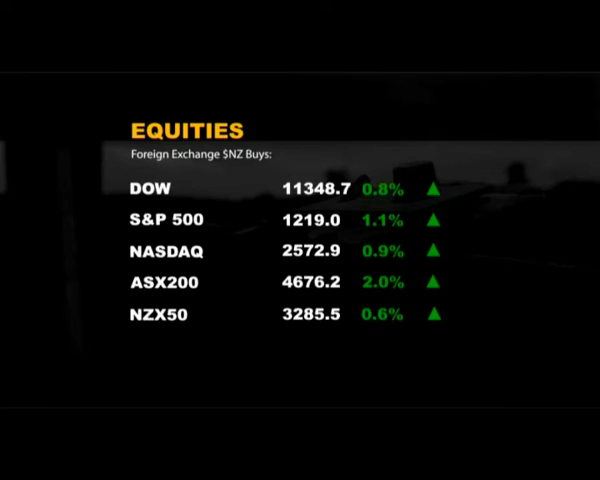 EQUITIES
Foreign Exchange $NZ Buys:
DOW 11348.7 0.8% ▲
S&P 500 1219.0 1.1% ▲
NASDAQ 2572.9 0.9% ▲
ASX200 4676.2 2.0% ▲
NZX50 3285.5 0.6% ▲